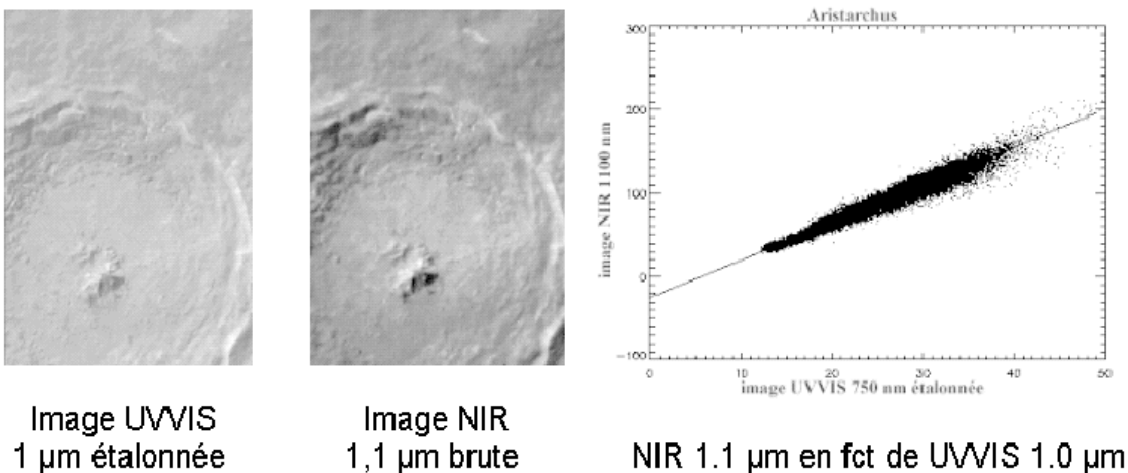 Aristarchus
300
200
100
0
-100
image NIR 1100 nm
0 10 20 30 40 50
image UVVIS 750 nm étalonnée
Image UVVIS
1 µm étalonnée
Image NIR
1,1 µm brute
NIR 1.1 µm en fct de UVVIS 1.0 µm